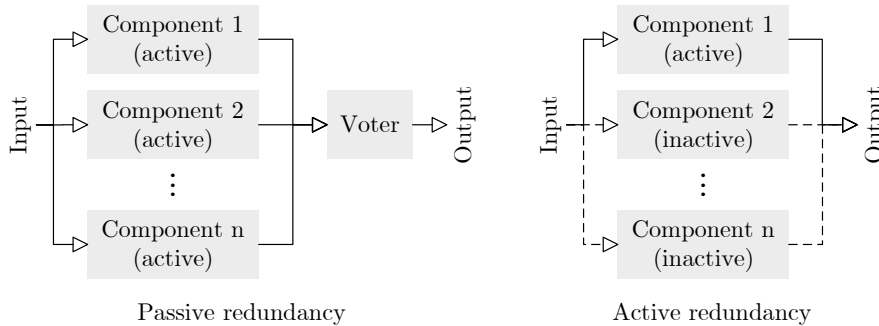 Input
Component 1
(active)
Component 2
(active)
Component n
(active)
Voter
Output
Passive redundancy
Input
Component 1
(active)
Component 2
(inactive)
Component n
(inactive)
Output
Active redundancy